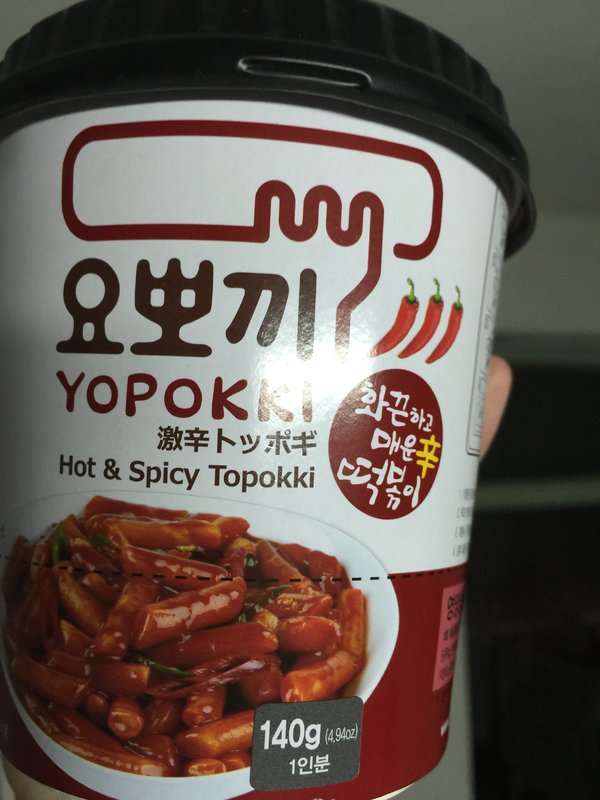 요뽀끼
YOPOKKI
激辛トッポギ
Hot & Spicy Topokki
화끈하고
매운辛
떡볶이
140g (4.94oz)
1인분